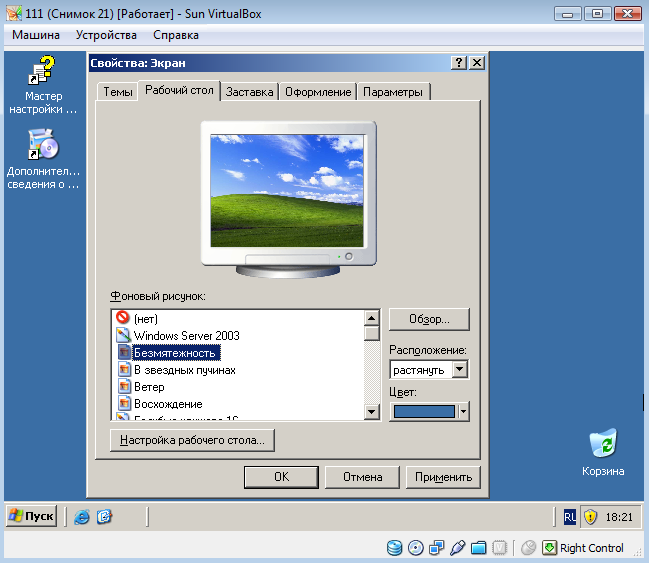 111 (Снимок 21) [Работает] - Sun VirtualBox
Машина Устройства Справка
Мастер
настройки ...
Дополнител...
сведения о ...
Свойства: Экран
Темы Рабочий стол Заставка Оформление Параметры
Фоновый рисунок:
(нет)
Windows Server 2003
Безмятежность
В звездных пучинах
Ветер
Восхождение
Обзор...
Расположение:
растянуть
Цвет:
Настройка рабочего стола...
ОК Отмена Применить
Корзина
Пуск
RL
18:21
Right Control